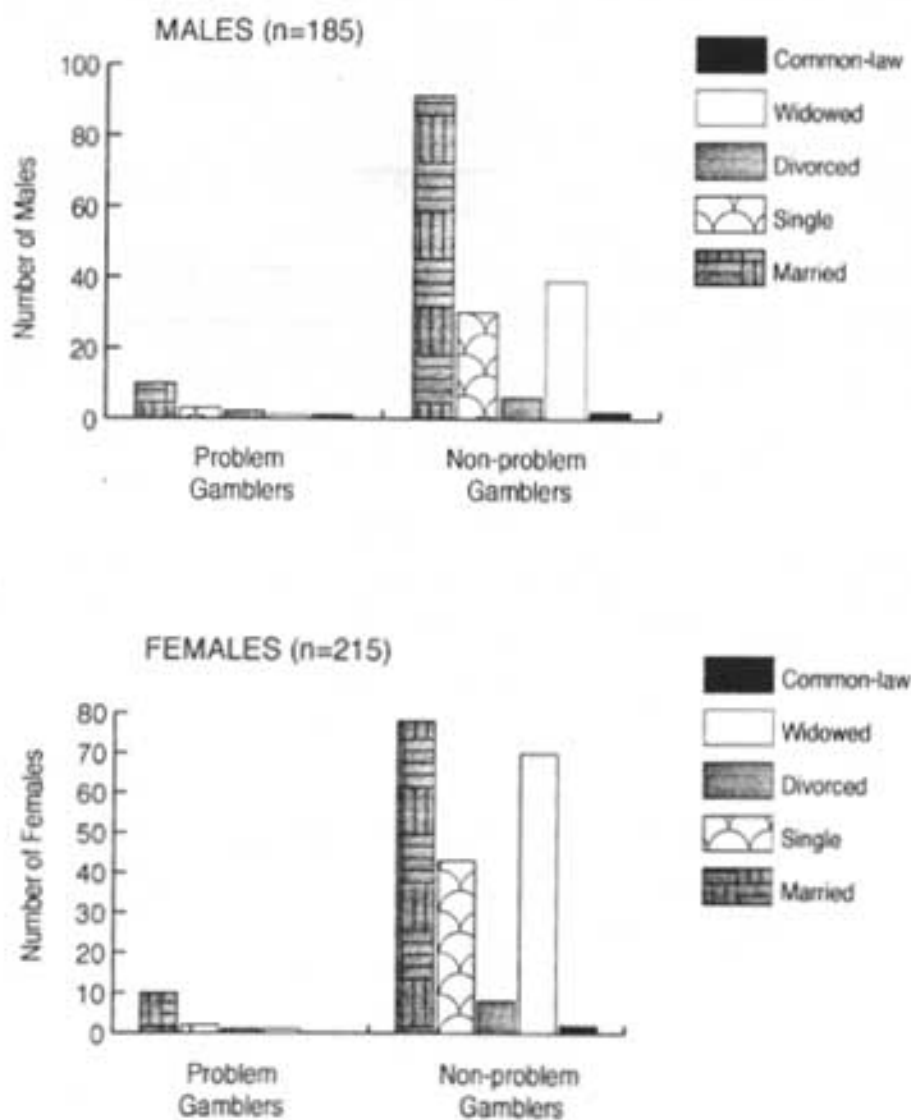 MALES (n=185)
Common-law
Widowed
Divorced
Single
Married
Number of Males
100
80
60
40
20
0
Problem
Gamblers
Non-problem
Gamblers
FEMALES (n=215)
Common-law
Widowed
Divorced
Single
Married
Number of Females
80
70
60
50
40
30
20
10
0
Problem
Gamblers
Non-problem
Gamblers